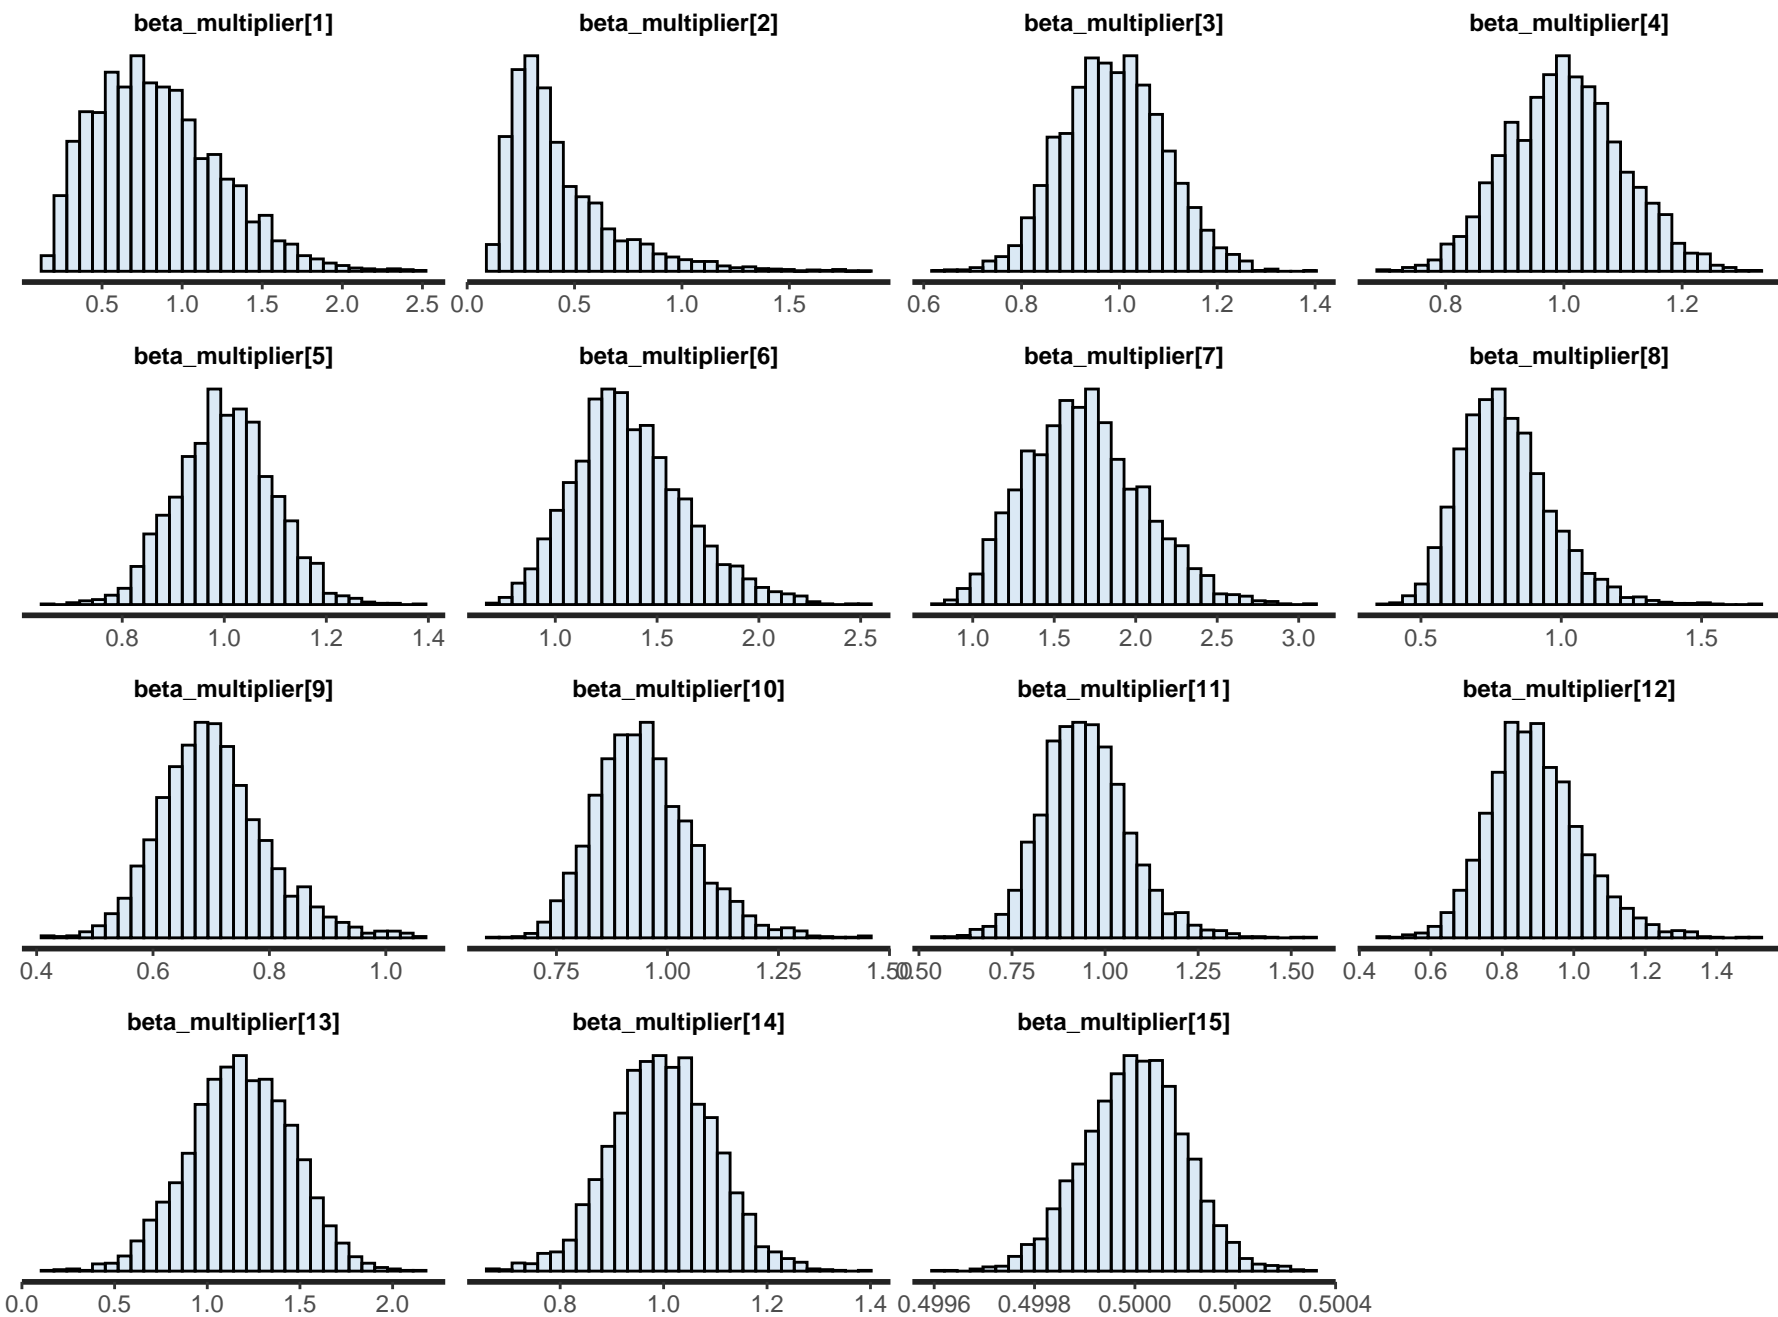 beta_multiplier[1] beta_multiplier[2] beta_multiplier[3] beta_multiplier[4]
0.5 1.0 1.5 2.0 2.5 0.0 0.5 1.0 1.5 0.6 0.8 1.0 1.2 1.4 0.8 1.0 1.2
beta_multiplier[5] beta_multiplier[6] beta_multiplier[7] beta_multiplier[8]
0.8 1.0 1.2 1.4 1.0 1.5 2.0 2.5 1.0 1.5 2.0 2.5 3.0 0.5 1.0 1.5
beta_multiplier[9] beta_multiplier[10] beta_multiplier[11] beta_multiplier[12]
0.4 0.6 0.8 1.0 0.75 1.00 1.25 1.50 0.50 0.75 1.00 1.25 1.50 0.4 0.6 0.8 1.0 1.2 1.4
beta_multiplier[13] beta_multiplier[14] beta_multiplier[15]
0.0 0.5 1.0 1.5 2.0 0.8 1.0 1.2 1.4 0.4996 0.4998 0.5000 0.5002 0.5004